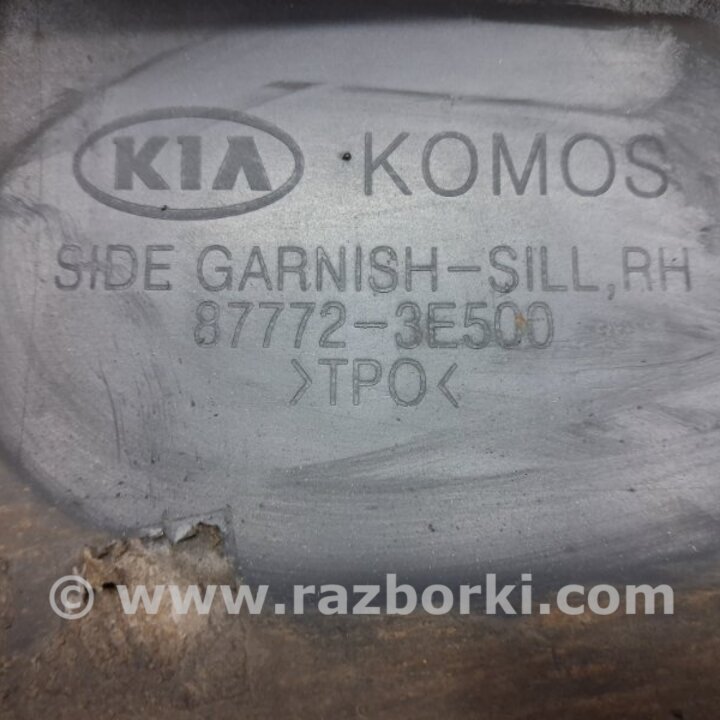 KIA KOMOS
SIDE GARNISH-SILL, RH
87772-3E500
>TPO<
© www.razborki.com